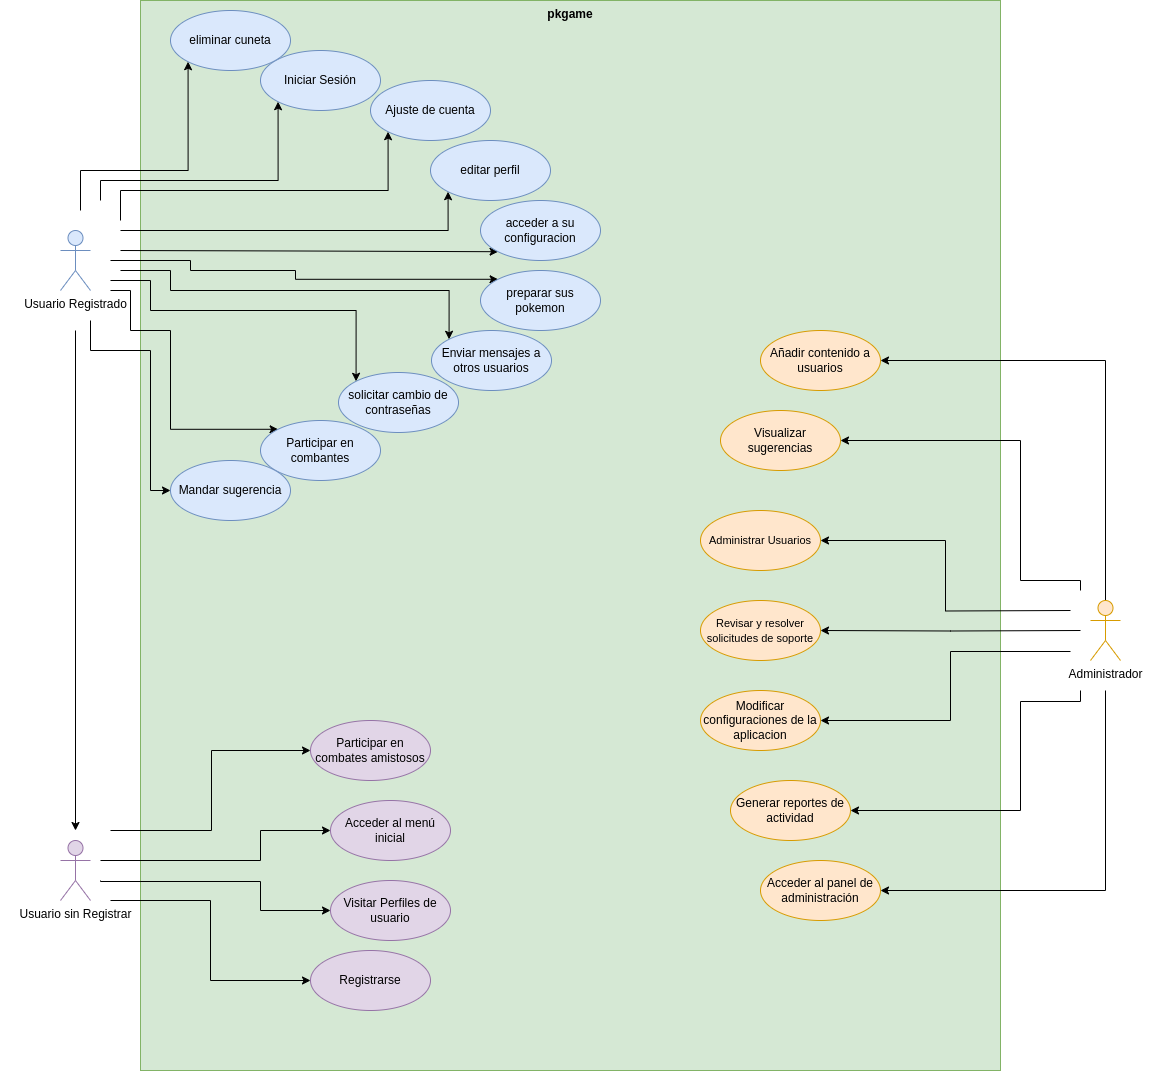 pkgame
eliminar cuneta
Iniciar Sesión
Ajuste de cuenta
editar perfil
acceder a su
configuracion
preparar sus
pokemon
Enviar mensajes a
otros usuarios
solicitar cambio de
contraseñas
Participar en
combantes
Mandar sugerencia
Usuario Registrado
Añadir contenido a
usuarios
Visualizar
sugerencias
Administrar Usuarios
Revisar y resolver
solicitudes de soporte
Modificar
configuraciones de la
aplicacion
Generar reportes de
actividad
Acceder al panel de
administración
Administrador
Participar en
combates amistosos
Acceder al menú
inicial
Visitar Perfiles de
usuario
Registrarse
Usuario sin Registrar